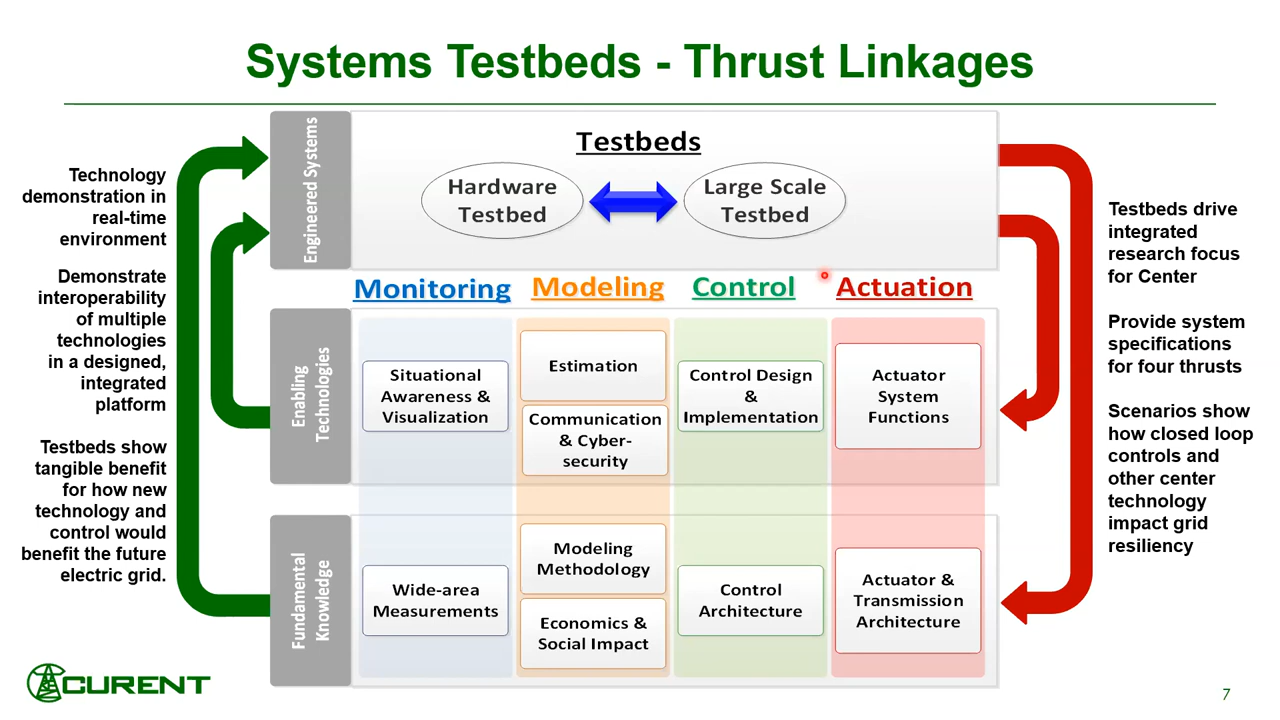 Systems Testbeds - Thrust Linkages
Technology
demonstration in
real-time
environment
Demonstrate
interoperability
of multiple
technologies
in a designed,
integrated
platform
Testbeds show
tangible benefit
for how new
technology and
control would
benefit the future
electric grid.
Engineered Systems
Testbeds
Hardware
Testbed
Large Scale
Testbed
Monitoring
Modeling
Control
Actuation
Enabling
Technologies
Situational
Awareness &
Visualization
Estimation
Communication
& Cyber-
security
Control Design
&
Implementation
Actuator
System
Functions
Fundamental
Knowledge
Wide-area
Measurements
Modeling
Methodology
Economics &
Social Impact
Control
Architecture
Actuator &
Transmission
Architecture
Testbeds drive
integrated
research focus
for Center
Provide system
specifications
for four thrusts
Scenarios show
how closed loop
controls and
other center
technology
impact grid
resiliency
CURENT
7